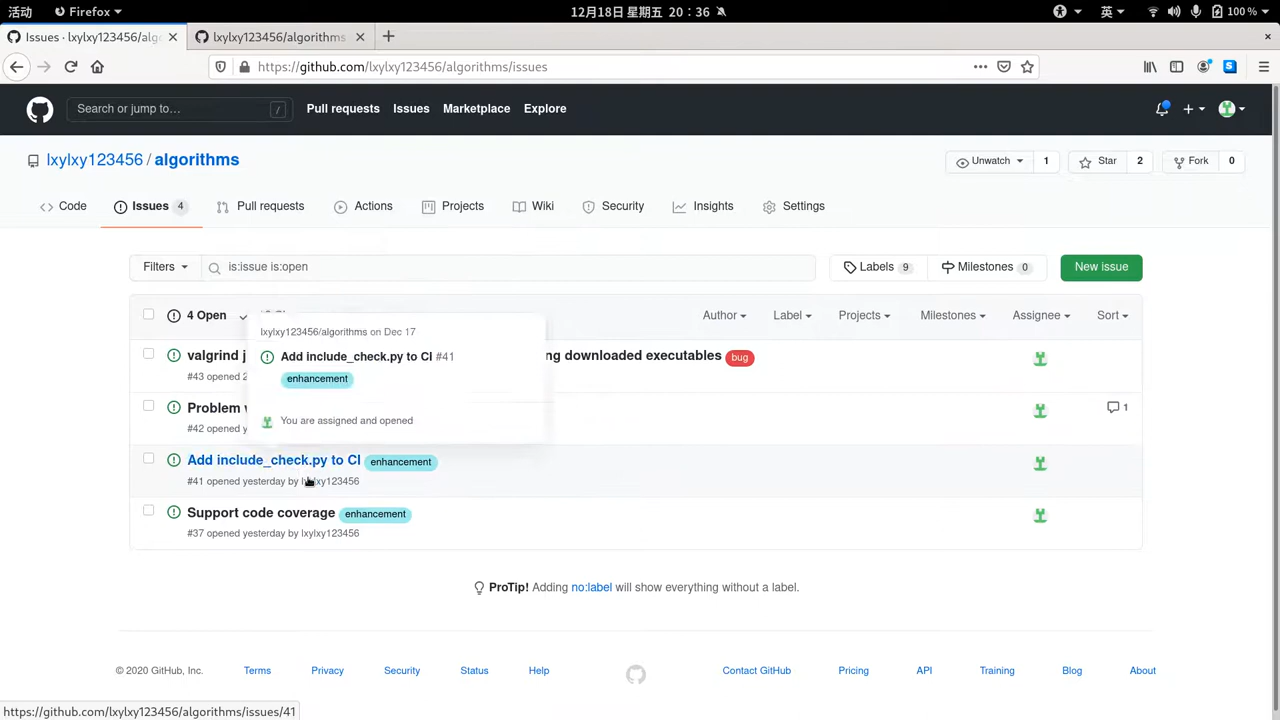 活动 Firefox 12月18日 星期五 20：36 英 100 %
Issues · lxylxy123456/algo
lxylxy123456/algorithms
https://github.com/lxylxy123456/algorithms/issues
Search or jump to… / Pull requests Issues Marketplace Explore
lxylxy123456 / algorithms Unwatch 1 Star 2 Fork 0
Code Issues 4 Pull requests Actions Projects Wiki Security Insights Settings
Filters is:issue is:open Labels 9 Milestones 0 New issue
4 Open Author Label Projects Milestones Assignee Sort
lxylxy123456/algorithms on Dec 17
Add include_check.py to CI #41
enhancement
You are assigned and opened
valgrind ng downloaded executables bug
#43 opened 2
Problem 1
#42 opened y
Add include_check.py to CI enhancement
#41 opened yesterday by lxylxy123456
Support code coverage enhancement
#37 opened yesterday by lxylxy123456
ProTip! Adding no:label will show everything without a label.
© 2020 GitHub, Inc. Terms Privacy Security Status Help Contact GitHub Pricing API Training Blog About
https://github.com/lxylxy123456/algorithms/issues/41